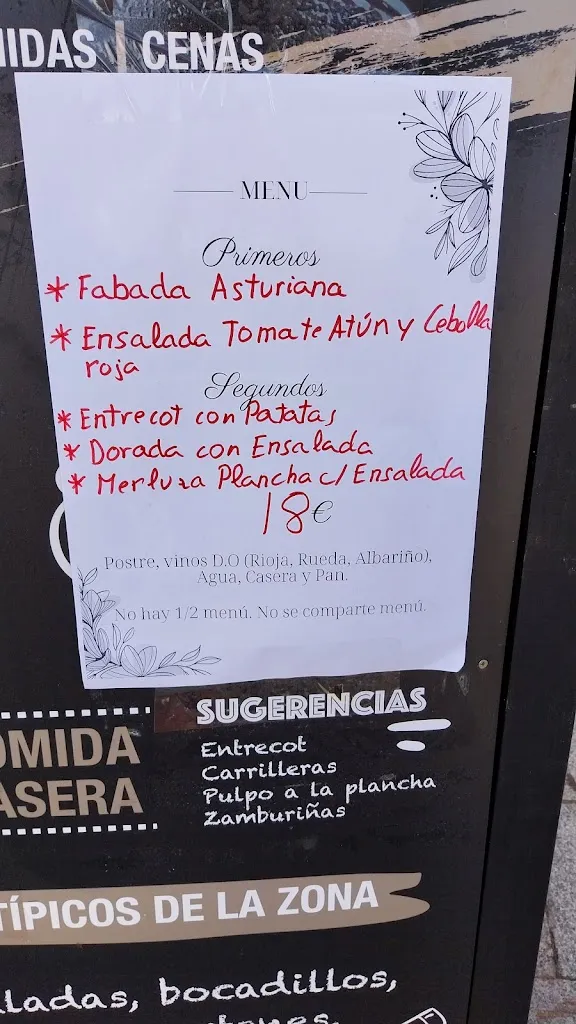 CENAS
MENU
Primeros
* Fabada Asturiana
* Ensalada Tomate Atún y Cebolla
roja
Segundos
* Entrecot con Patatas
* Dorada con Ensalada
* Merluza Plancha c/ Ensalada
18€
Postre, vinos D.O (Rioja, Rueda, Albariño),
Agua, Casera y Pan.
No hay 1/2 menú. No se comparte menú.
SUGERENCIAS
Entrecot
Carrilleras
Pulpo a la plancha
Zamburiñas
OMIDA
ASERA
TÍPICOS DE LA ZONA
ladas, bocadillos,